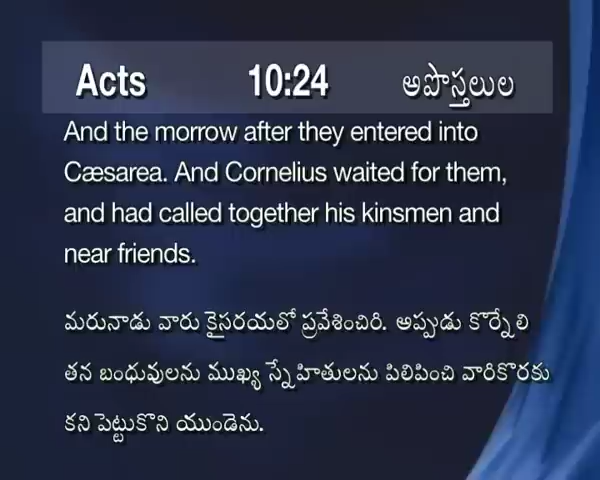 Acts 10:24 అపొస్తలుల
And the morrow after they entered into
Cæsarea. And Cornelius waited for them,
and had called together his kinsmen and
near friends.
మరునాడు వారు కైసరయలో ప్రవేశించిరి. అప్పుడు కొర్నేలి
తన బంధువులను ముఖ్య స్నేహితులను పిలిపించి వారికొరకు
కని పెట్టుకొని యుండెను.